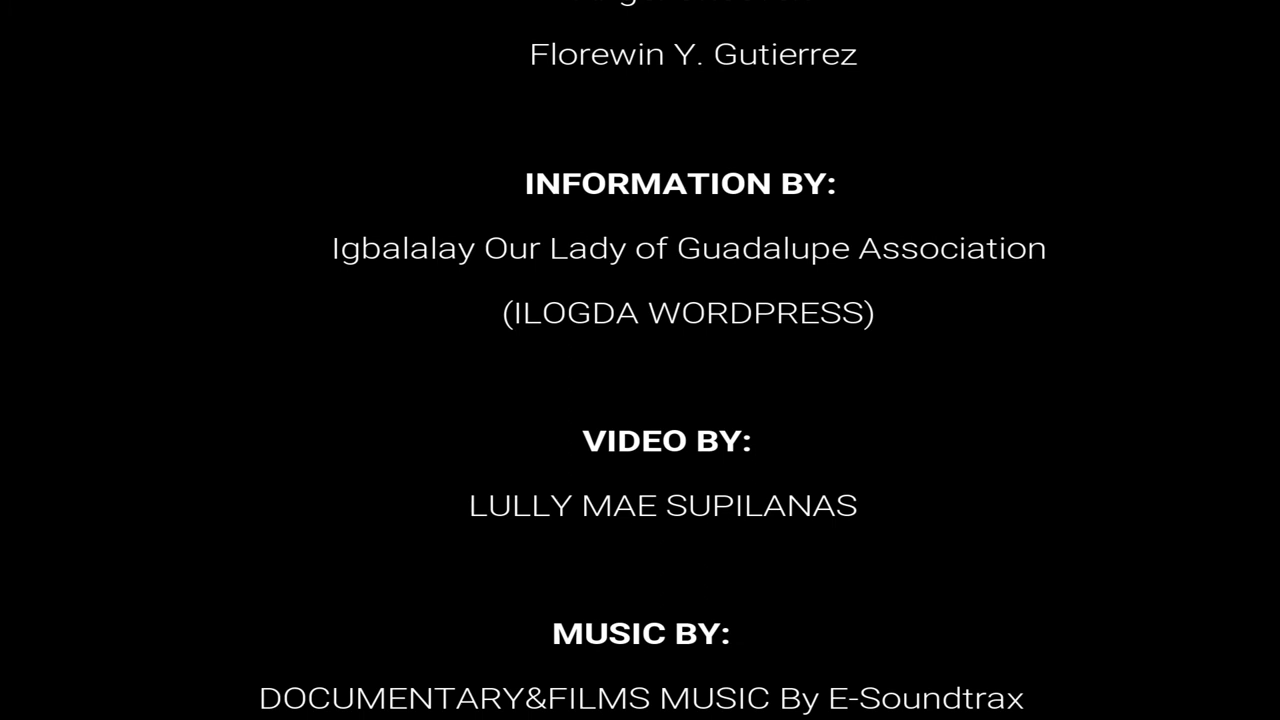 Florewin Y. Gutierrez
INFORMATION BY:
Igbalalay Our Lady of Guadalupe Association
(ILOGDA WORDPRESS)
VIDEO BY:
LULLY MAE SUPILANAS
MUSIC BY:
DOCUMENTARY&FILMS MUSIC By E-Soundtrax